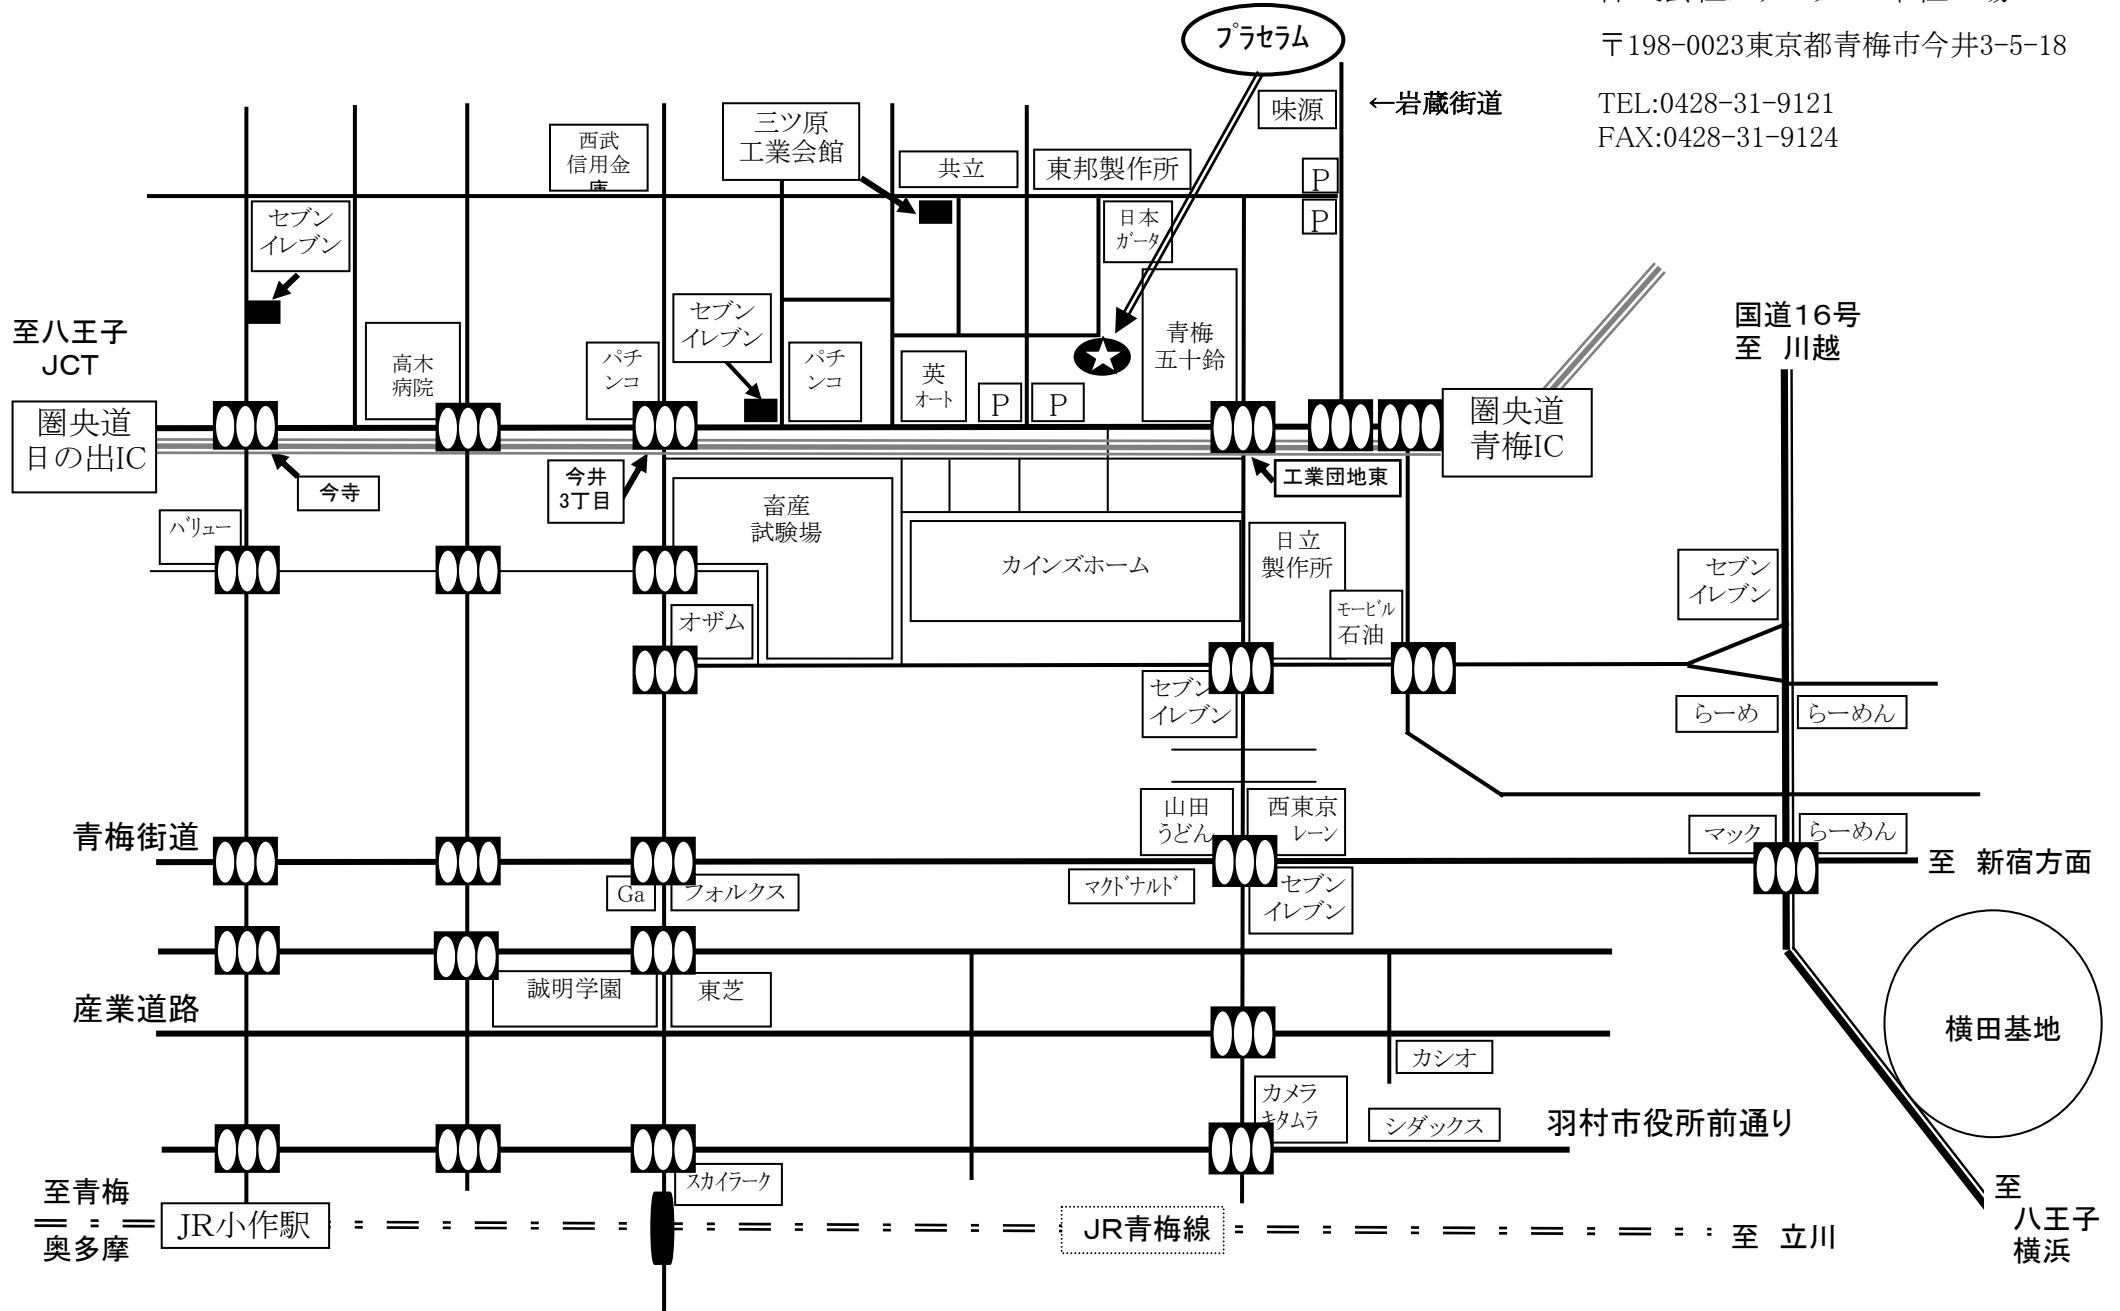 プラセラム
〒198-0023東京都青梅市今井3-5-18
TEL:0428-31-9121
FAX:0428-31-9124
味源
←岩蔵街道
西武
信用金
庫
三ツ原
工業会館
共立
東邦製作所
P
P
セブン
イレブン
日本
ガータ
至八王子
JCT
高木
病院
パチ
ンコ
セブン
イレブン
パチ
ンコ
英
オート
P
P
青梅
五十鈴
国道16号
至 川越
圏央道
日の出IC
圏央道
青梅IC
今寺
今井
3丁目
工業団地東
バリュー
畜産
試験場
カインズホーム
日立
製作所
モービル
石油
セブン
イレブン
オザム
セブン
イレブン
らーめ
らーめん
山田
うどん
西東京
レーン
マック
らーめん
青梅街道
至 新宿方面
Ga
フォルクス
マクドナルド
セブン
イレブン
誠明学園
東芝
産業道路
横田基地
カシオ
カメラ
キタムラ
シダックス
羽村市役所前通り
スカイラーク
至青梅
奥多摩
JR小作駅
JR青梅線
至 立川
至
八王子
横浜